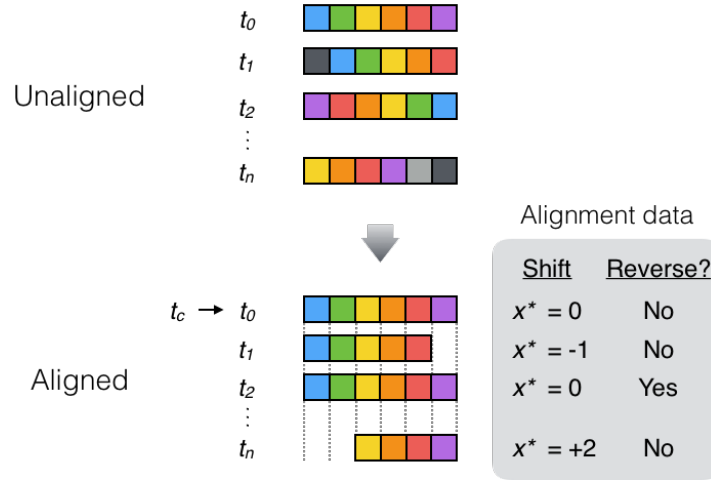 t0
t1
Unaligned
t2
⋮
tn
Alignment data
Shift Reverse?
tc → t0 x* = 0 No
t1 x* = -1 No
Aligned
t2 x* = 0 Yes
⋮
tn x* = +2 No